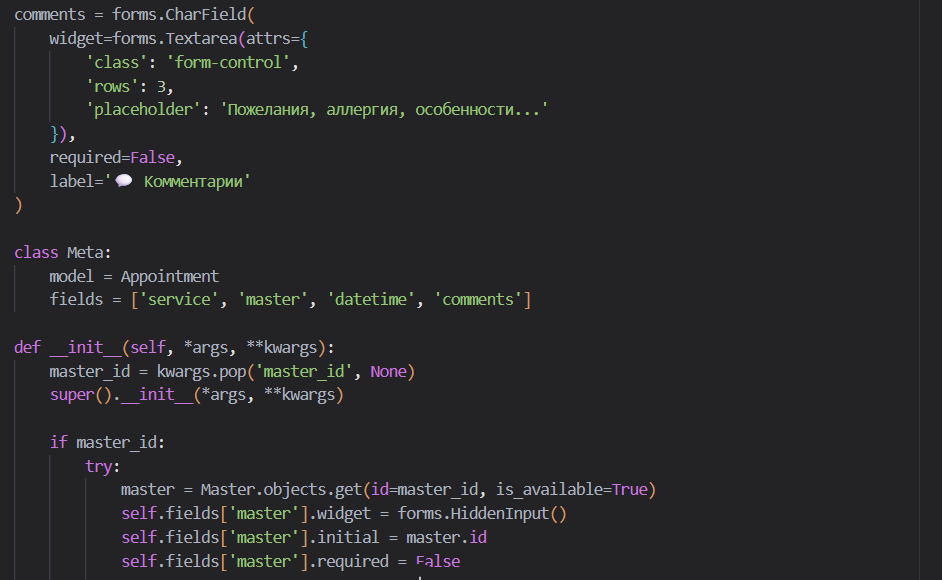 comments = forms.CharField(
    widget=forms.Textarea(attrs={
        'class': 'form-control',
        'rows': 3,
        'placeholder': 'Пожелания, аллергия, особенности...'
    }),
    required=False,
    label='💬 Комментарии'
)

class Meta:
    model = Appointment
    fields = ['service', 'master', 'datetime', 'comments']

def __init__(self, *args, **kwargs):
    master_id = kwargs.pop('master_id', None)
    super().__init__(*args, **kwargs)

    if master_id:
        try:
            master = Master.objects.get(id=master_id, is_available=True)
            self.fields['master'].widget = forms.HiddenInput()
            self.fields['master'].initial = master.id
            self.fields['master'].required = False